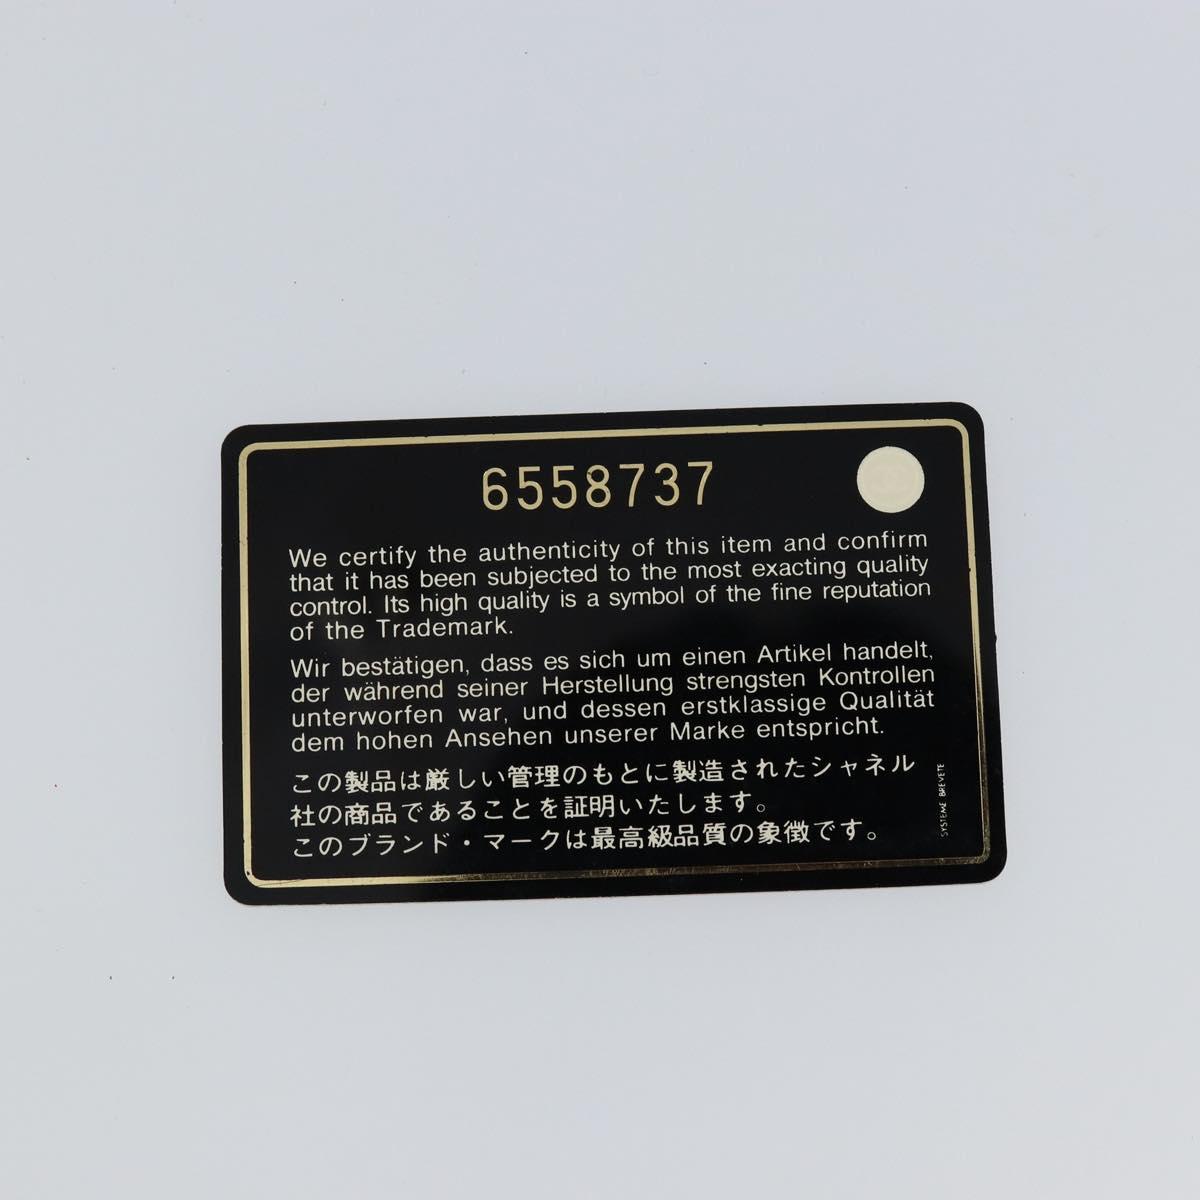 6558737
We certify the authenticity of this item and confirm
that it has been subjected to the most exacting quality
control. Its high quality is a symbol of the fine reputation
of the Trademark.
Wir bestätigen, dass es sich um einen Artikel handelt,
der während seiner Herstellung strengsten Kontrollen
unterworfen war, und dessen erstklassige Qualität
dem hohen Ansehen unserer Marke entspricht.
この製品は厳しい管理のもとに製造されたシャネル
社の商品であることを証明いたします。
このブランド・マークは最高級品質の象徴です。
SYSTEME BREVETE